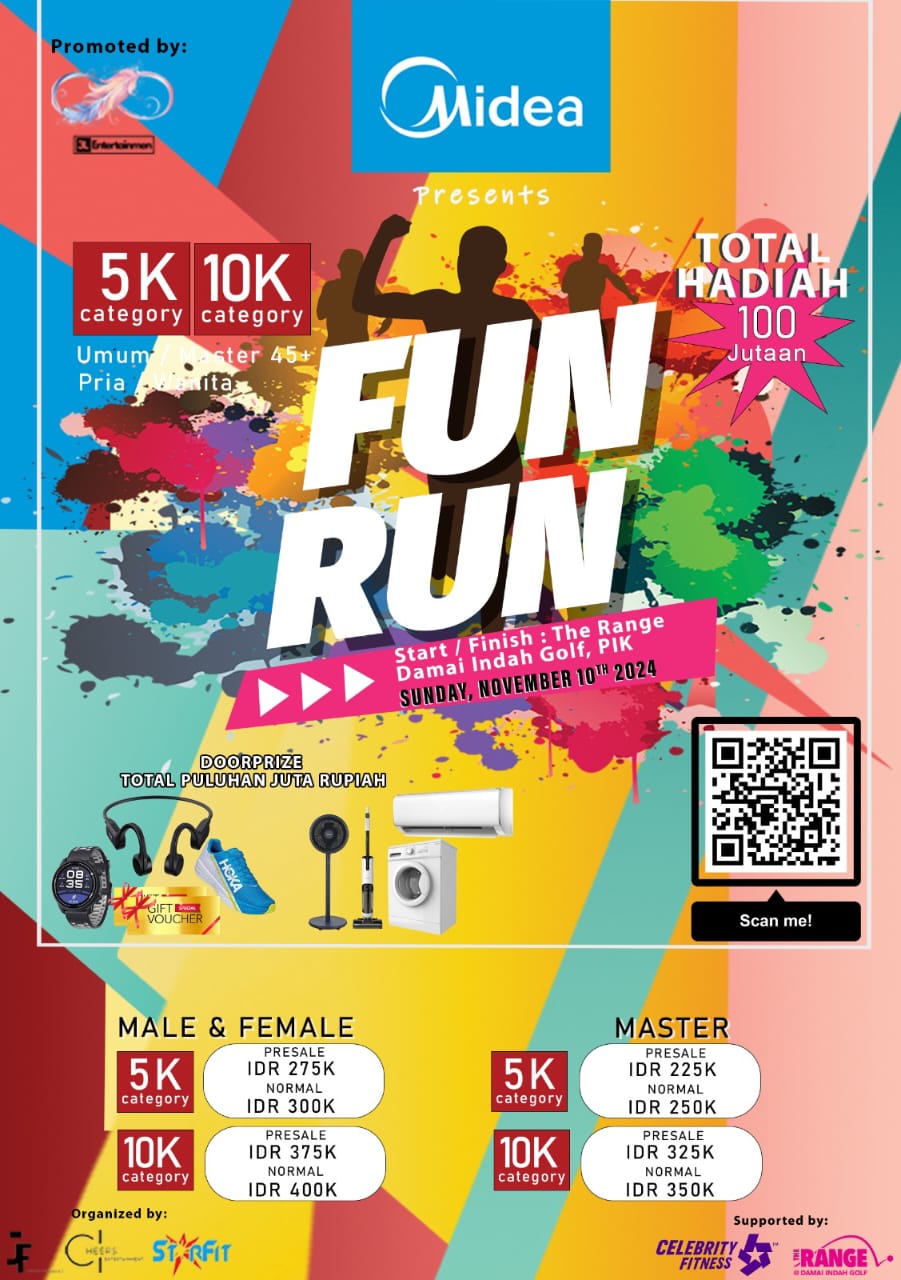 Promoted by:
3L Entertainmen
Midea
Presents
5K
category
10K
category
Umum / Master 45+
Pria / Wanita
TOTAL
HADIAH
100
Jutaan
FUN
RUN
Start / Finish : The Range
Damai Indah Golf, PIK
SUNDAY, NOVEMBER 10TH 2024
DOORPRIZE
TOTAL PULUHAN JUTA RUPIAH
08
35
HOKA
GIFT SPECIAL
VOUCHER
Scan me!
MALE & FEMALE
5K
category
PRESALE
IDR 275K
NORMAL
IDR 300K
10K
category
PRESALE
IDR 375K
NORMAL
IDR 400K
MASTER
5K
category
PRESALE
IDR 225K
NORMAL
IDR 250K
10K
category
PRESALE
IDR 325K
NORMAL
IDR 350K
Organized by:
CHEERS
STARFIT
Supported by:
CELEBRITY
FITNESS™
THE RANGE
@ DAMAI INDAH GOLF